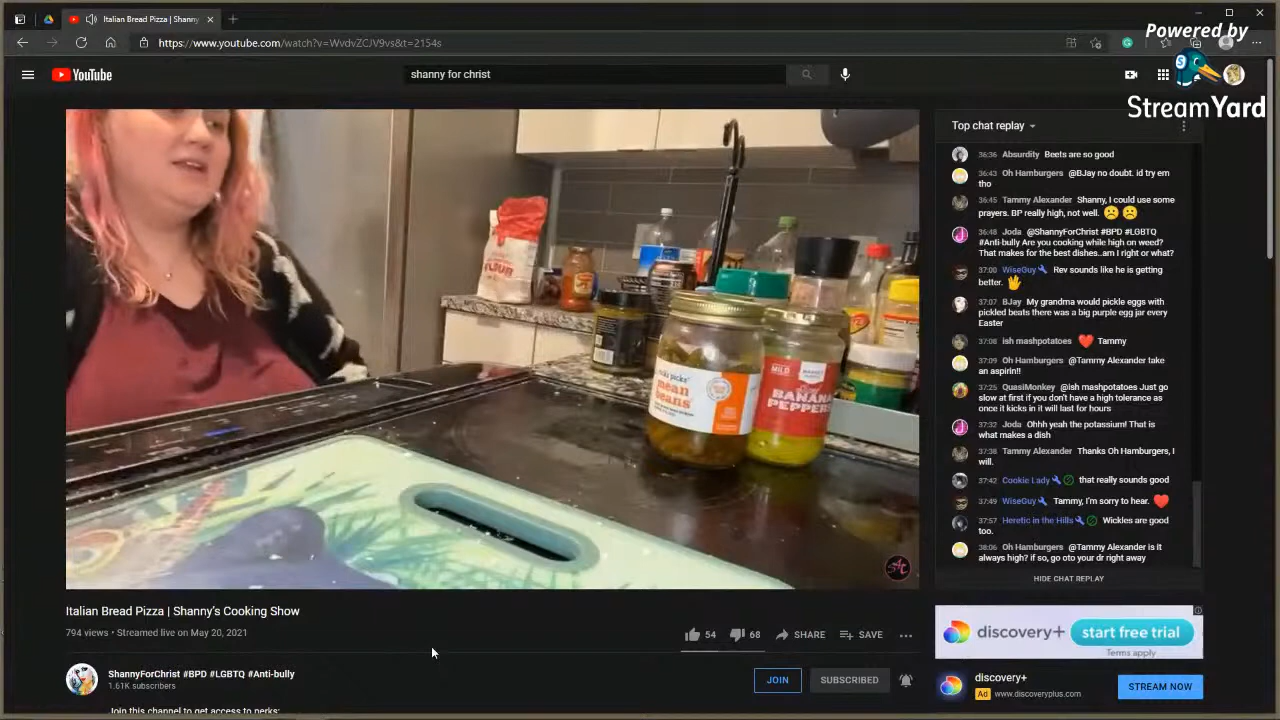 Italian Bread Pizza | Shanny
https://www.youtube.com/watch?v=WvdvZCJV9vs&t=2154s
Powered by
StreamYard
YouTube
shanny for christ
FLOUR
mean
beans
MILD
BANANA
PEPPERS
Top chat replay
36:36 Absurdity Beets are so good
36:43 Oh Hamburgers @BJay no doubt. id try em
tho
36:45 Tammy Alexander Shanny, I could use some
prayers. BP really high, not well.
36:48 Joda @ShannyForChrist #BPD #LGBTQ
#Anti-bully Are you cooking while high on weed?
That makes for the best dishes..am I right or what?
37:00 WiseGuy Rev sounds like he is getting
better.
37:07 BJay My grandma would pickle eggs with
pickled beats there was a big purple egg jar every
Easter
37:08 ish mashpotatoes Tammy
37:09 Oh Hamburgers @Tammy Alexander take
an aspirin!!
37:25 QuasiMonkey @ish mashpotatoes Just go
slow at first if you don't have a high tolerance as
once it kicks in it will last for hours
37:32 Joda Ohhh yeah the potassium! That is
what makes a dish
37:38 Tammy Alexander Thanks Oh Hamburgers, I
will.
37:42 Cookie Lady that really sounds good
37:49 WiseGuy Tammy, I'm sorry to hear.
37:57 Heretic in the Hills Wickles are good
too.
38:06 Oh Hamburgers @Tammy Alexander is it
always high? if so, go oto your dr right away
HIDE CHAT REPLAY
Italian Bread Pizza | Shanny's Cooking Show
794 views • Streamed live on May 20, 2021
54
68
SHARE
SAVE
ShannyForChrist #BPD #LGBTQ #Anti-bully
1.61K subscribers
JOIN
SUBSCRIBED
Join this channel to get access to perks:
discovery+
start free trial
Terms apply
discovery+
Ad www.discoveryplus.com
STREAM NOW